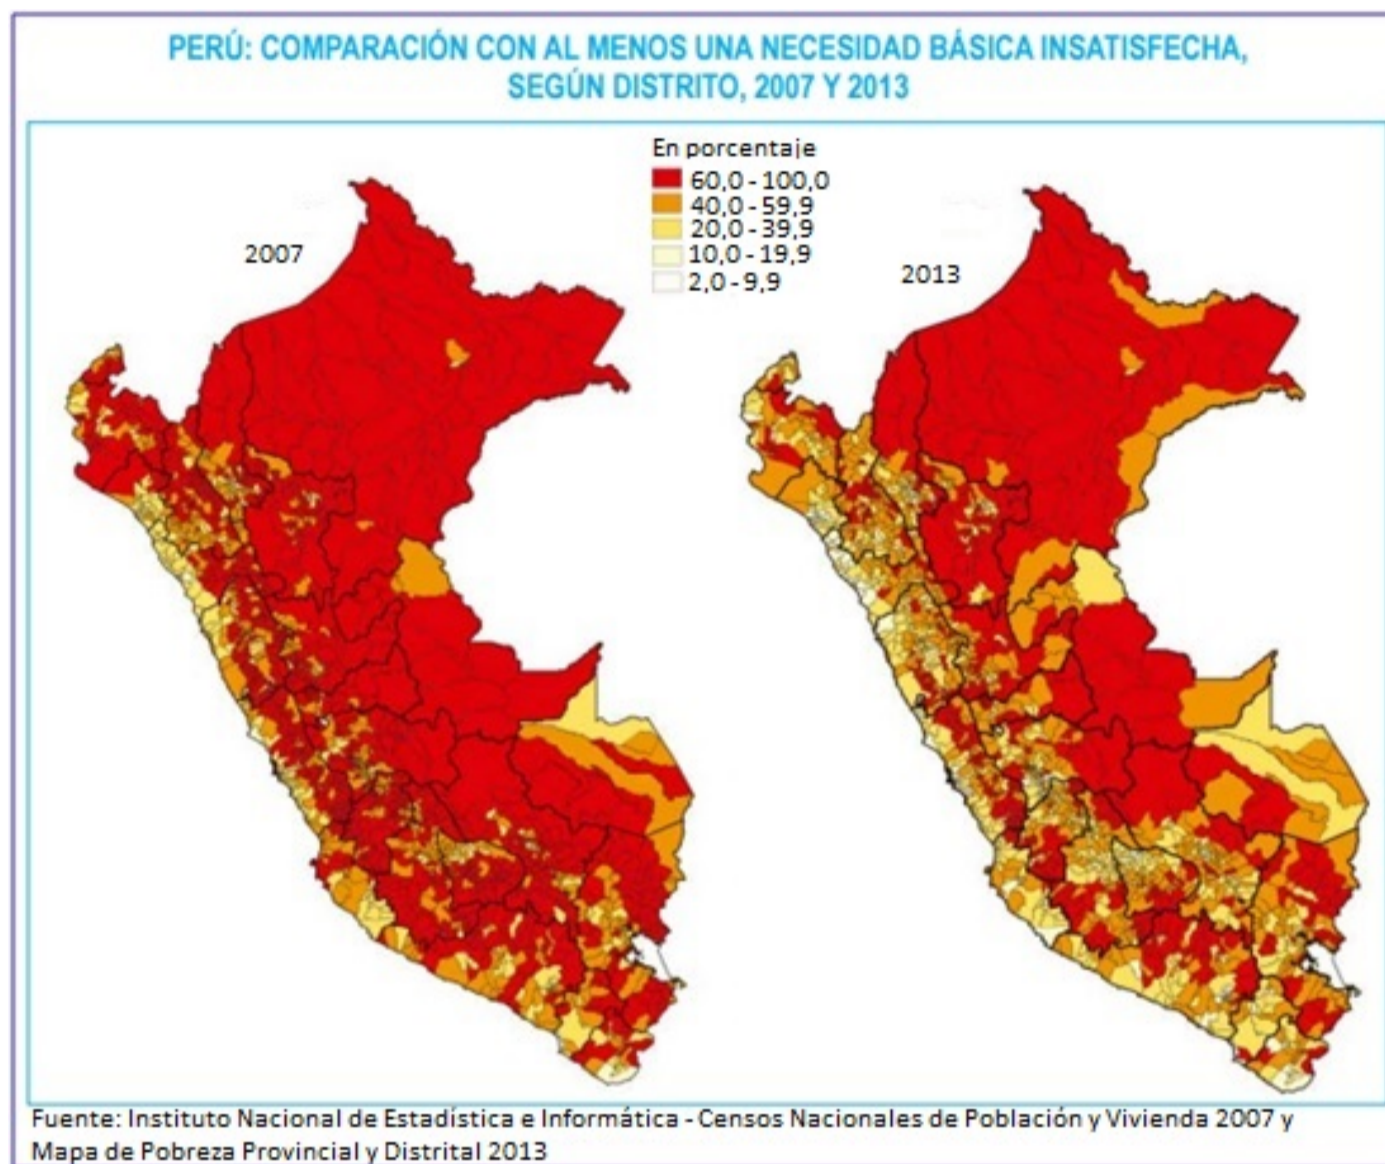 PERÚ: COMPARACIÓN CON AL MENOS UNA NECESIDAD BÁSICA INSATISFECHA,
SEGÚN DISTRITO, 2007 Y 2013
En porcentaje
60,0 - 100,0
40,0 - 59,9
20,0 - 39,9
10,0 - 19,9
2,0 - 9,9
2007
2013
Fuente: Instituto Nacional de Estadística e Informática - Censos Nacionales de Población y Vivienda 2007 y
Mapa de Pobreza Provincial y Distrital 2013